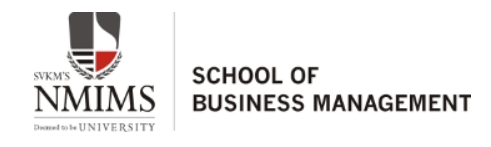 SVKM'S
NMIMS
Deemed to be UNIVERSITY
SCHOOL OF
BUSINESS MANAGEMENT